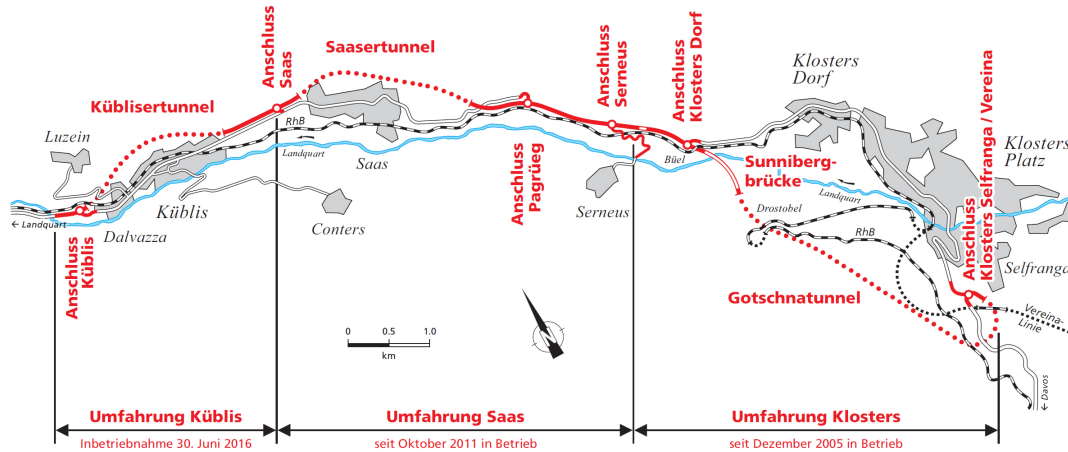 Anschluss
Saas
Saasertunnel
Anschluss
Serneus
Anschluss
Klosters Dorf
Klosters
Dorf
Anschluss
Klosters Selfranga / Vereina
Küblisertunnel
Luzein
RhB
Landquart
Saas
Büel
Sunniberg-
brücke
Klosters
Platz
Küblis
Anschluss
Pagrüeg
Serneus
Landquart
Drostobel
RhB
← Landquart
Dalvazza
Conters
Anschluss
Küblis
Selfranga
Gotschnatunnel
Vereina-
Linie
0 0.5 1.0
km
← Davos
Umfahrung Küblis
Umfahrung Saas
Umfahrung Klosters
Inbetriebnahme 30. Juni 2016
seit Oktober 2011 in Betrieb
seit Dezember 2005 in Betrieb